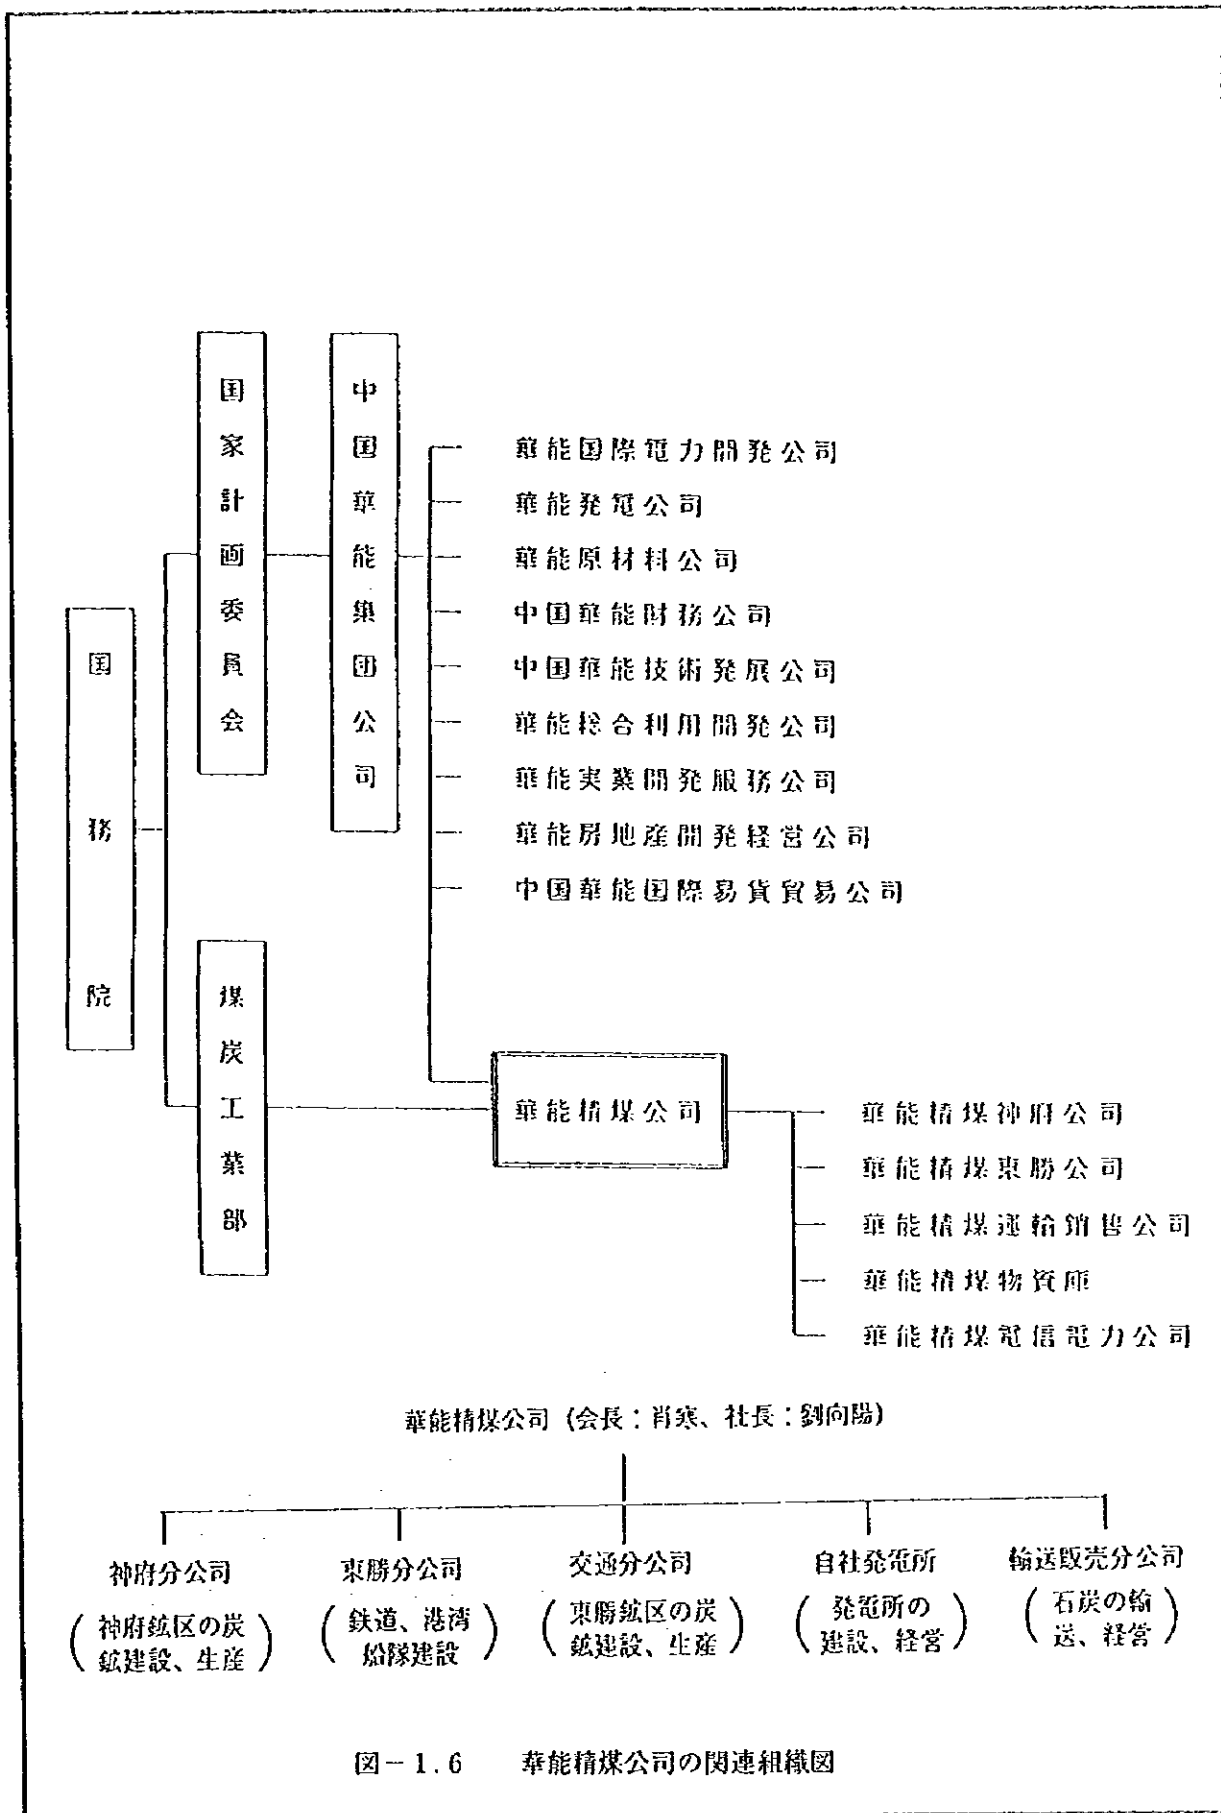 国務院
国家計画委員会
中国華能集団公司
華能国際電力開発公司
華能発電公司
華能原材料公司
中国華能財務公司
中国華能技術発展公司
華能総合利用開発公司
華能実業開発服務公司
華能房地産開発経営公司
中国華能国際易貨貿易公司
煤炭工業部
華能精煤公司
華能精煤神府公司
華能精煤東勝公司
華能精煤運輸銷售公司
華能精煤物資庫
華能精煤電信電力公司
華能精煤公司 (会長：肖寒、社長：劉向陽)
神府分公司
(神府鉱区の炭
鉱建設、生産)
東勝分公司
(鉄道、港湾
船隊建設)
交通分公司
(東勝鉱区の炭
鉱建設、生産)
自社発電所
(発電所の
建設、経営)
輸送販売分公司
(石炭の輸
送、経営)
図－1.6 華能精煤公司の関連組織図